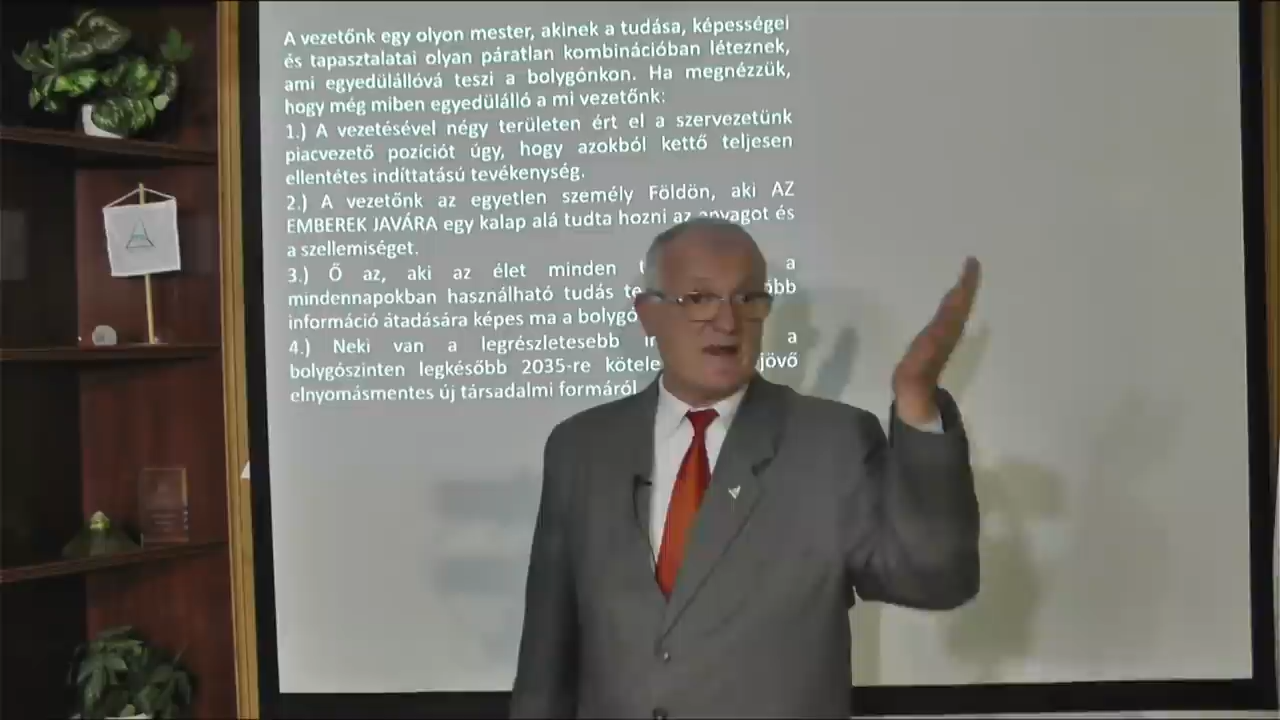 A vezetőnk egy olyon mester, akinek a tudása, képességei
és tapasztalatai olyan páratlan kombinációban léteznek,
ami egyedülállóvá teszi a bolygónkon. Ha megnézzük,
hogy még miben egyedülálló a mi vezetőnk:
1.) A vezetésével négy területen ért el a szervezetünk
piacvezető pozíciót úgy, hogy azokból kettő teljesen
ellentétes indíttatású tevékenység.
2.) A vezetőnk az egyetlen személy Földön, aki AZ
EMBEREK JAVÁRA egy kalap alá tudta hozni az anyagot és
a szellemiséget.
3.) Ő az, aki az élet minden a
mindennapokban használható tudás
információ átadására képes ma a
4.) Neki van a legrészletesebb a
bolygószinten legkésőbb 2035-re
elnyomásmentes új társadalmi formáról